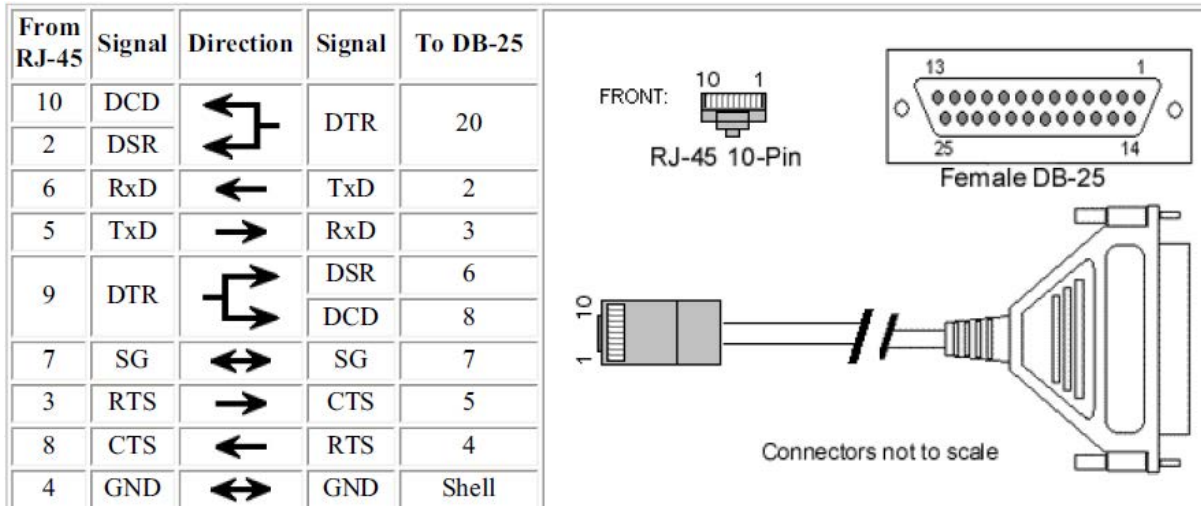 From RJ-45 Signal Direction Signal To DB-25
10 DCD DTR 20
2 DSR
6 RxD TxD 2
5 TxD RxD 3
9 DTR DSR 6
DCD 8
7 SG SG 7
3 RTS CTS 5
8 CTS RTS 4
4 GND GND Shell
FRONT:
10 1
RJ-45 10-Pin
13 1
25 14
Female DB-25
10
1
Connectors not to scale